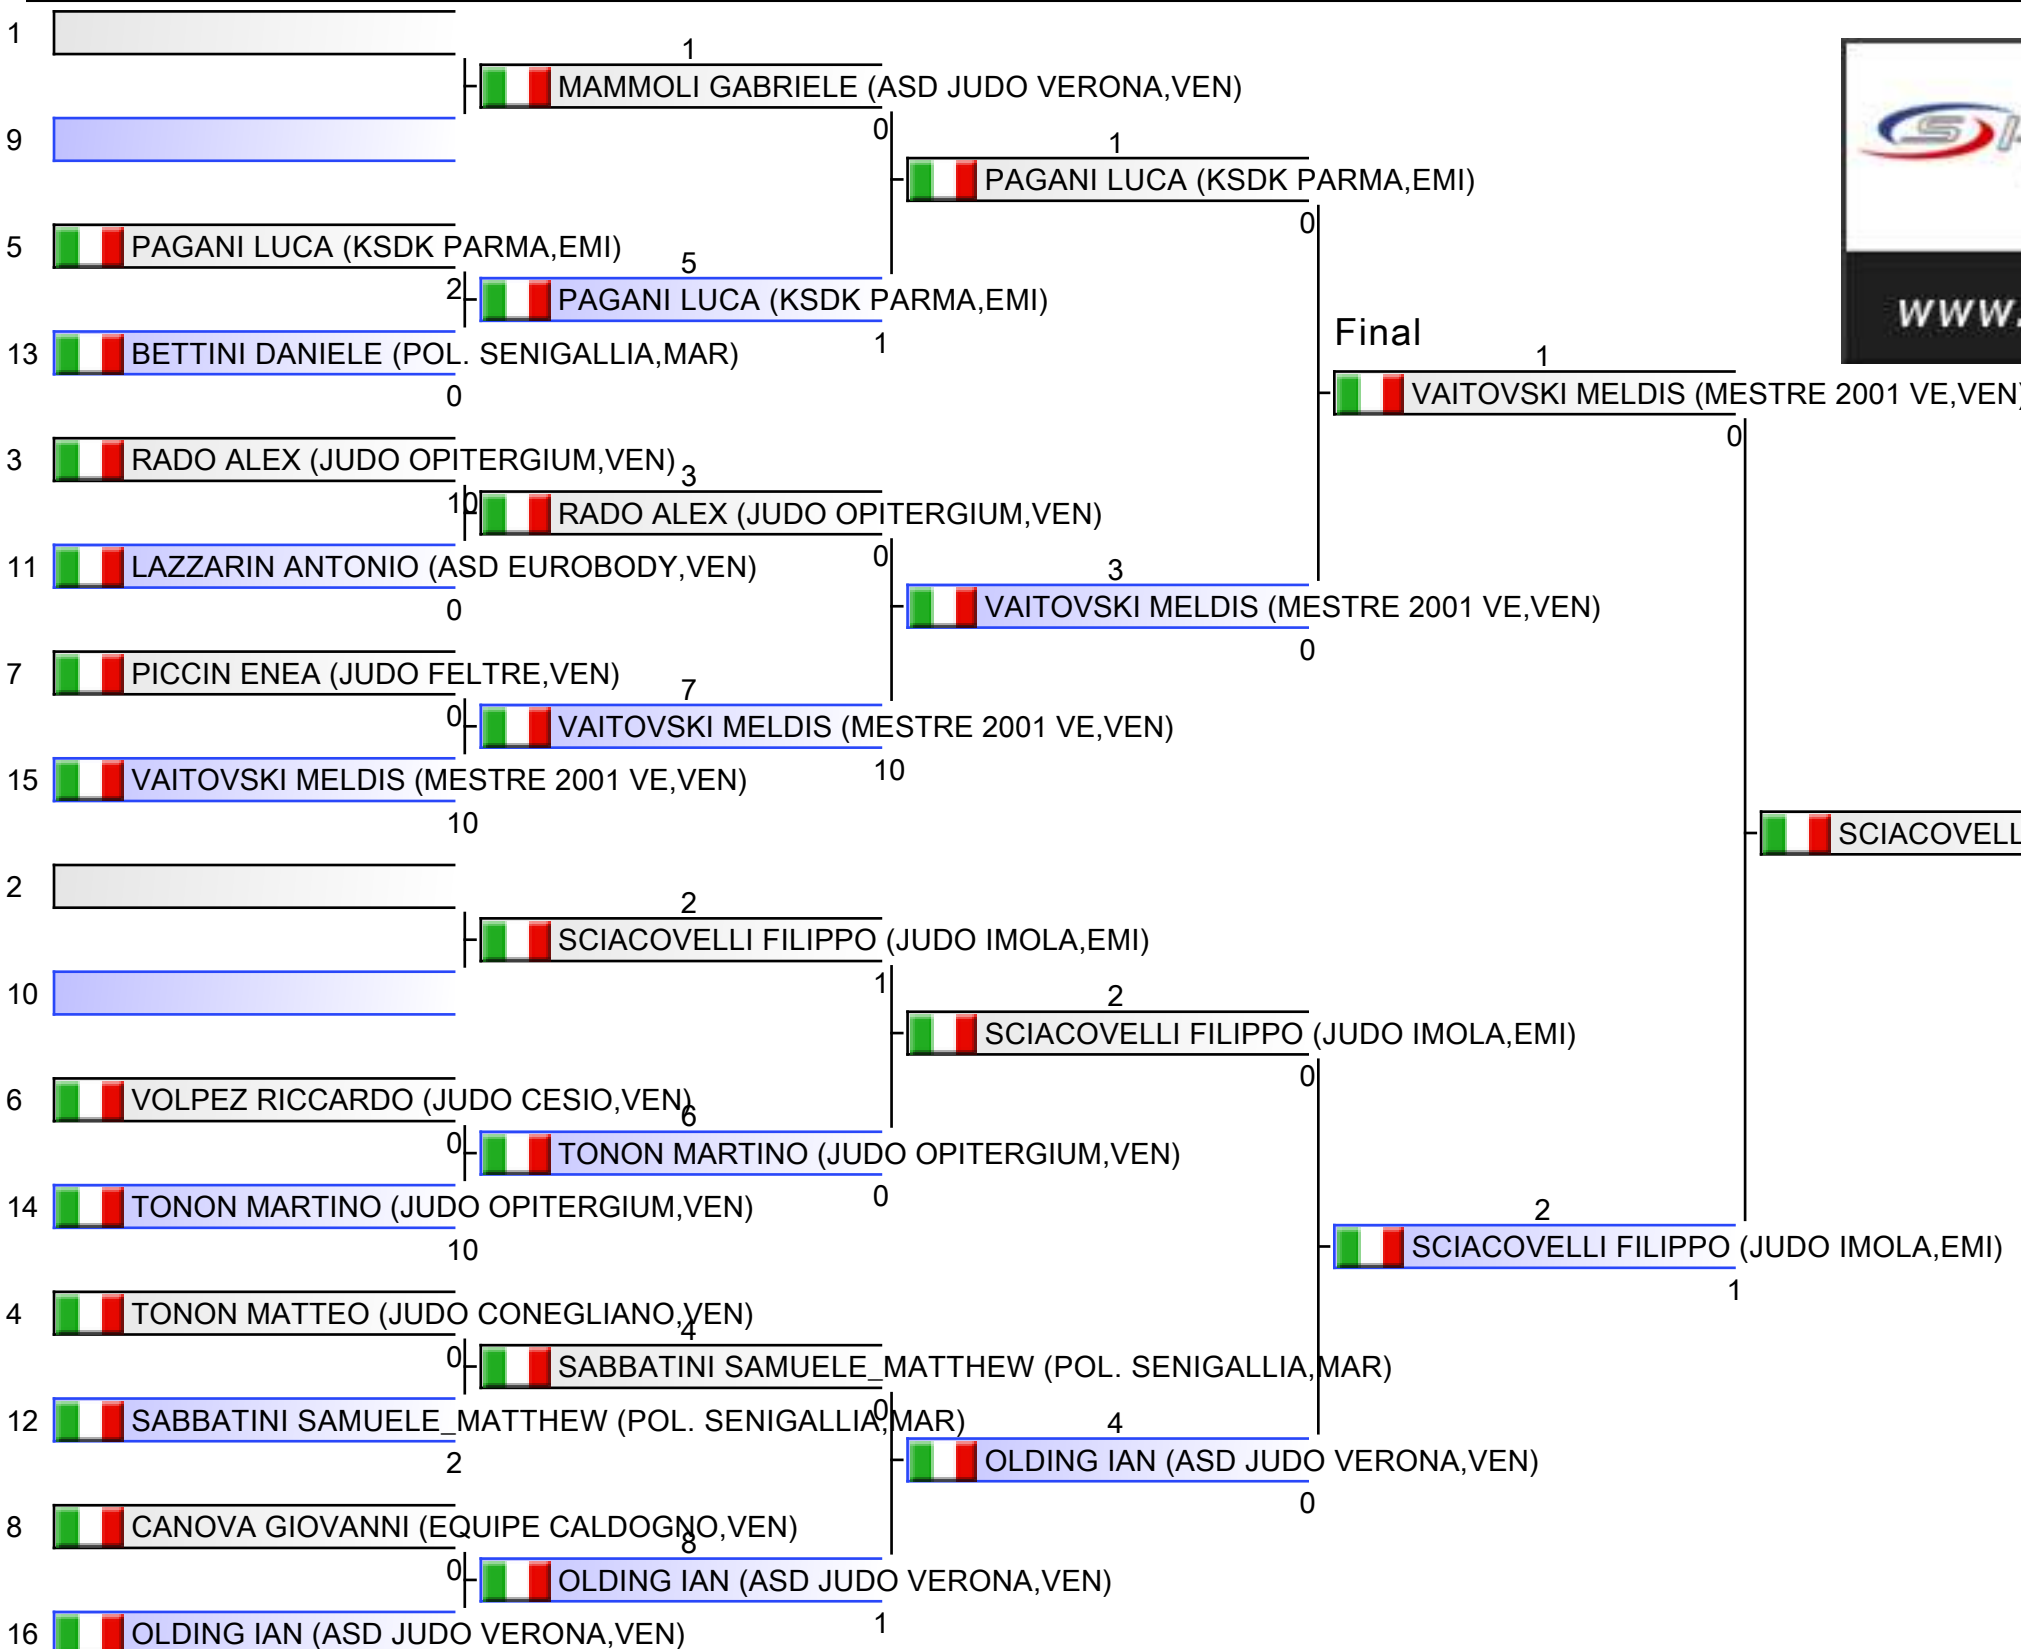 1
1
MAMMOLI GABRIELE (ASD JUDO VERONA,VEN)
0
9
1
PAGANI LUCA (KSDK PARMA,EMI)
0
5 PAGANI LUCA (KSDK PARMA,EMI)
2
5
PAGANI LUCA (KSDK PARMA,EMI)
1
13 BETTINI DANIELE (POL. SENIGALLIA,MAR)
0
www.
Final
1
VAITOVSKI MELDIS (MESTRE 2001 VE,VEN)
0
3 RADO ALEX (JUDO OPITERGIUM,VEN)
10
3
RADO ALEX (JUDO OPITERGIUM,VEN)
0
11 LAZZARIN ANTONIO (ASD EUROBODY,VEN)
0
3
VAITOVSKI MELDIS (MESTRE 2001 VE,VEN)
0
7 PICCIN ENEA (JUDO FELTRE,VEN)
0
7
VAITOVSKI MELDIS (MESTRE 2001 VE,VEN)
10
15 VAITOVSKI MELDIS (MESTRE 2001 VE,VEN)
10
SCIACOVELL
2
2
SCIACOVELLI FILIPPO (JUDO IMOLA,EMI)
1
10
2
SCIACOVELLI FILIPPO (JUDO IMOLA,EMI)
0
6 VOLPEZ RICCARDO (JUDO CESIO,VEN)
0
6
TONON MARTINO (JUDO OPITERGIUM,VEN)
0
14 TONON MARTINO (JUDO OPITERGIUM,VEN)
10
2
SCIACOVELLI FILIPPO (JUDO IMOLA,EMI)
1
4 TONON MATTEO (JUDO CONEGLIANO,VEN)
0
4
SABBATINI SAMUELE_MATTHEW (POL. SENIGALLIA,MAR)
0
12 SABBATINI SAMUELE_MATTHEW (POL. SENIGALLIA,MAR)
2
4
OLDING IAN (ASD JUDO VERONA,VEN)
0
8 CANOVA GIOVANNI (EQUIPE CALDOGNO,VEN)
0
8
OLDING IAN (ASD JUDO VERONA,VEN)
1
16 OLDING IAN (ASD JUDO VERONA,VEN)